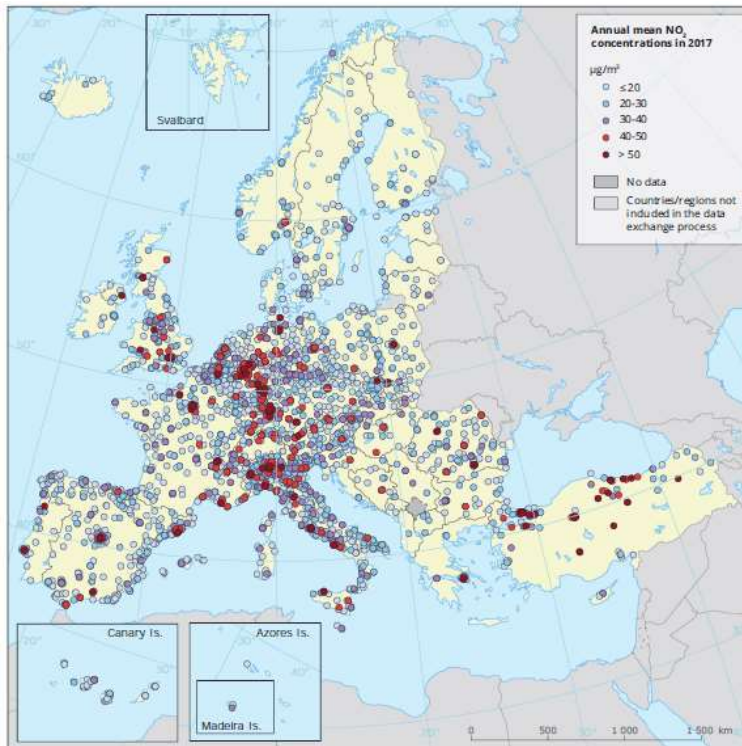 Annual mean NO₂
concentrations in 2017
µg/m³
≤ 20
20-30
30-40
40-50
> 50
No data
Countries/regions not
included in the data
exchange process
Svalbard
Canary Is.
Azores Is.
Madeira Is.
0 500 1 000 1 500 km